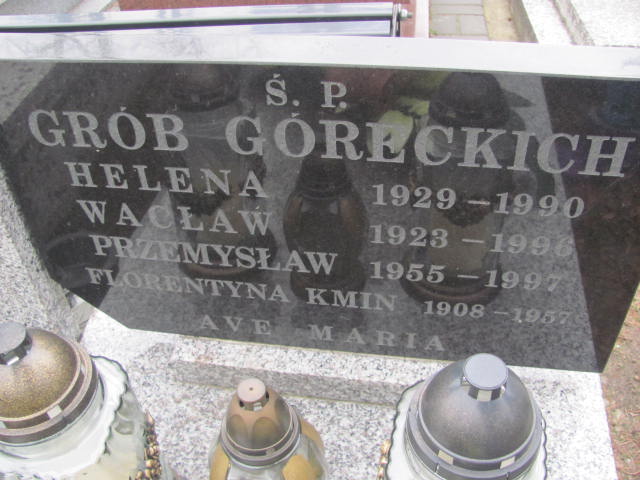 Ś. P.
GRÓB GÓRECKICH
HELENA 1929 - 1990
WACŁAW 1923 - 1996
PRZEMYSŁAW 1955 - 1997
FLORENTYNA KMIN 1908 - 1957
AVE MARIA